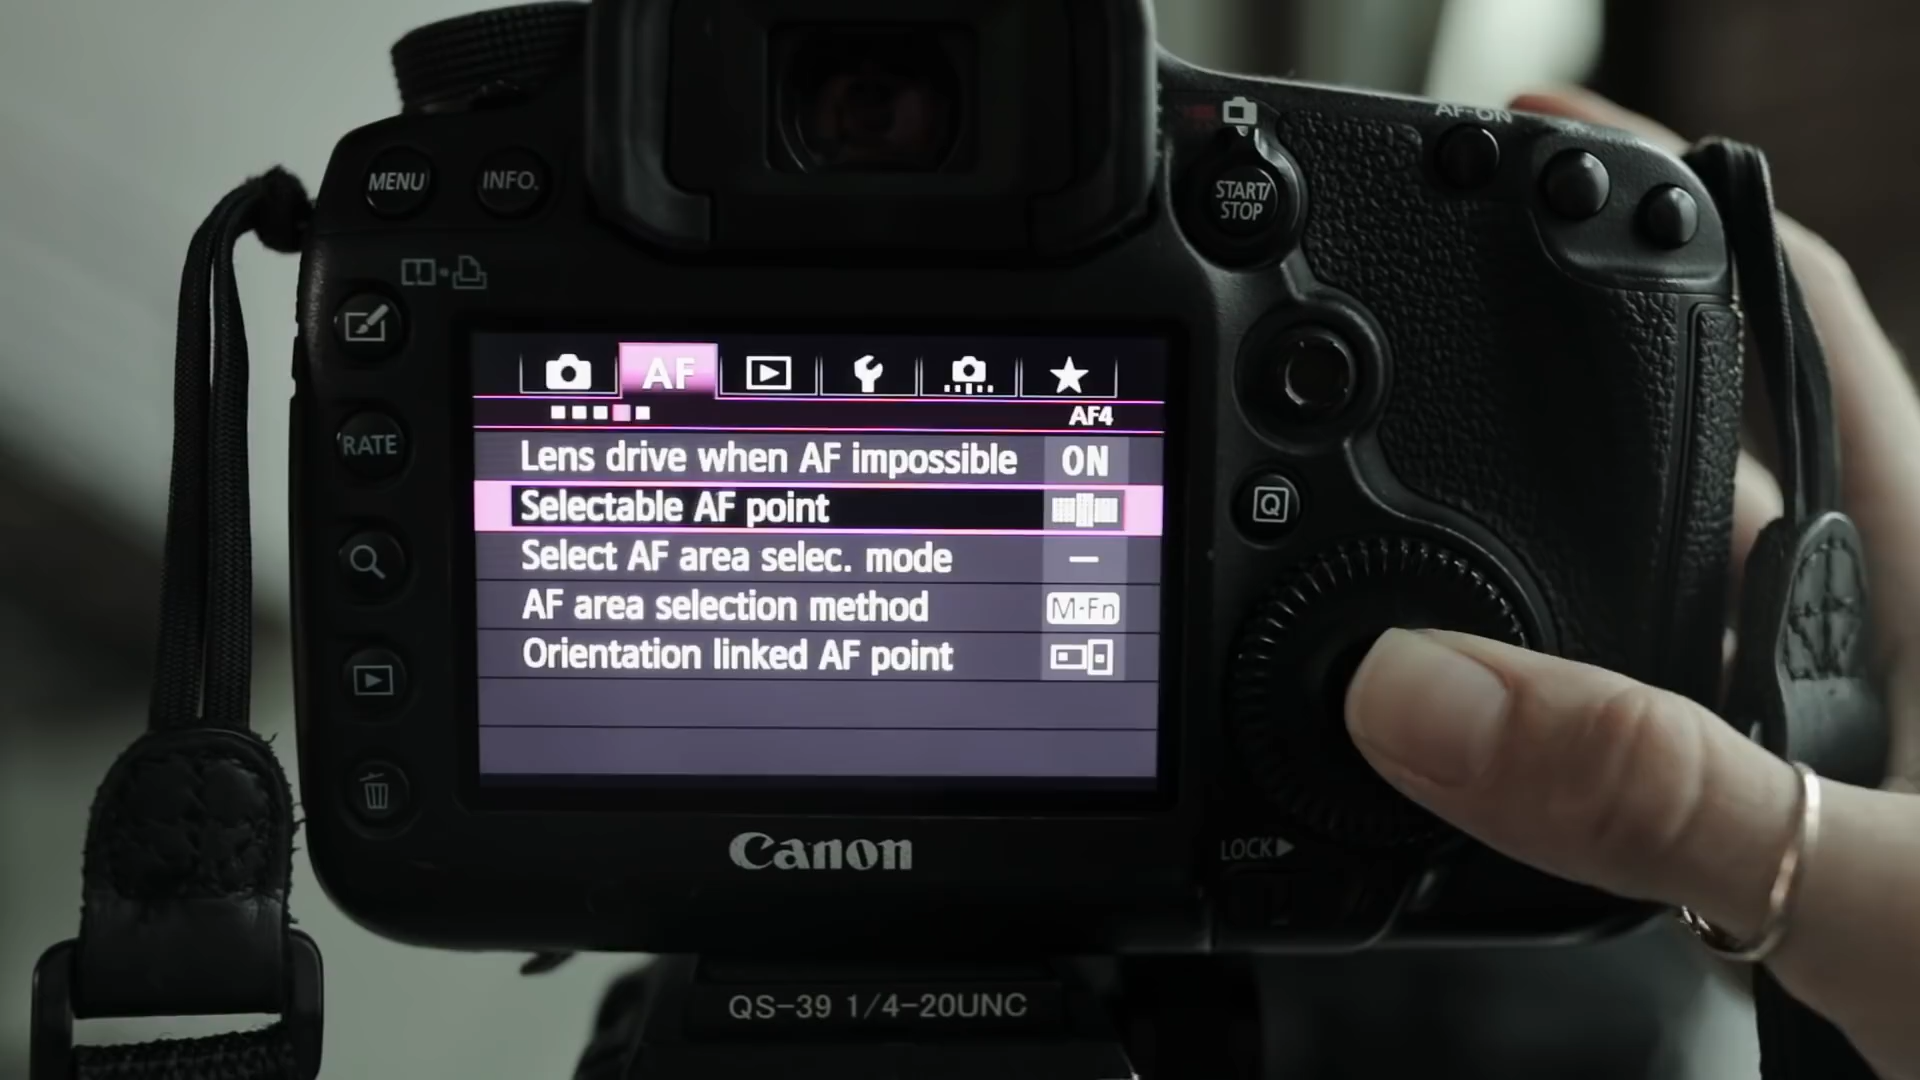 AF-ON
MENU
INFO.
START/
STOP
AF
AF4
RATE
Lens drive when AF impossible ON
Selectable AF point
Q
Select AF area selec. mode –
AF area selection method M-Fn
Orientation linked AF point
Canon
LOCK
QS-39 1/4-20UNC